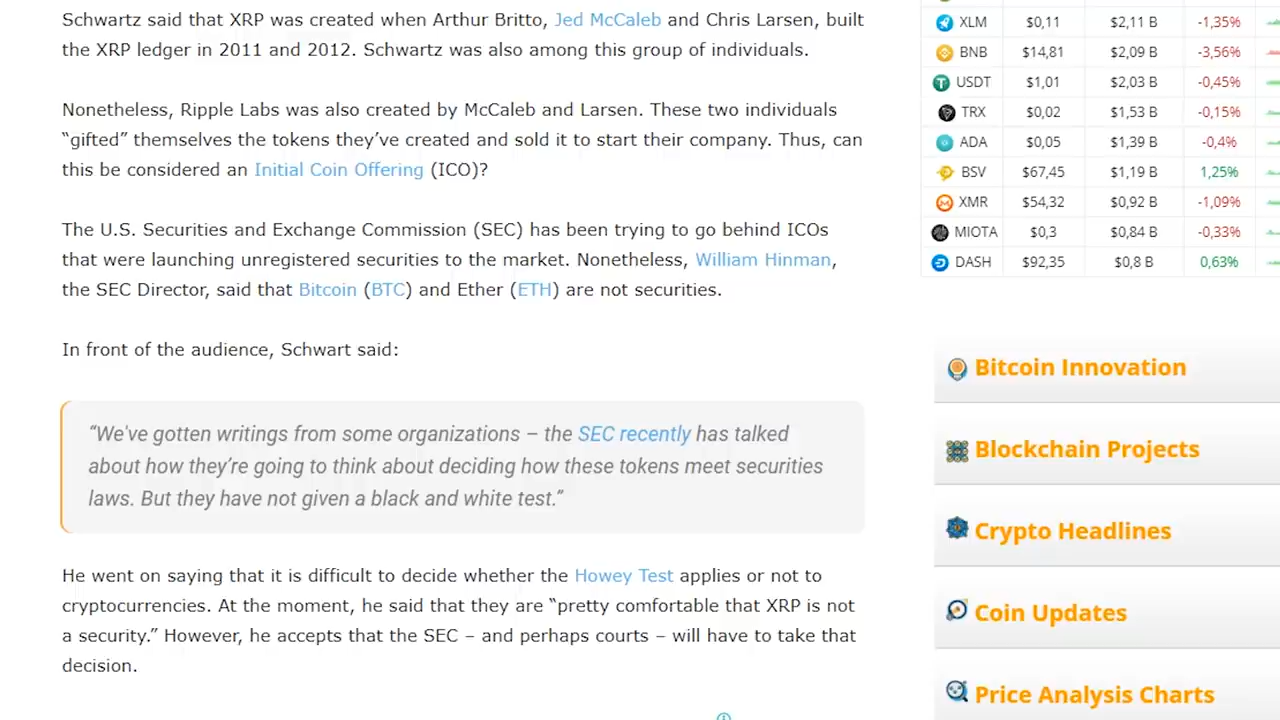 Schwartz said that XRP was created when Arthur Britto, Jed McCaleb and Chris Larsen, built
the XRP ledger in 2011 and 2012. Schwartz was also among this group of individuals.
Nonetheless, Ripple Labs was also created by McCaleb and Larsen. These two individuals
“gifted” themselves the tokens they’ve created and sold it to start their company. Thus, can
this be considered an Initial Coin Offering (ICO)?
The U.S. Securities and Exchange Commission (SEC) has been trying to go behind ICOs
that were launching unregistered securities to the market. Nonetheless, William Hinman,
the SEC Director, said that Bitcoin (BTC) and Ether (ETH) are not securities.
In front of the audience, Schwart said:
“We've gotten writings from some organizations – the SEC recently has talked
about how they’re going to think about deciding how these tokens meet securities
laws. But they have not given a black and white test.”
He went on saying that it is difficult to decide whether the Howey Test applies or not to
cryptocurrencies. At the moment, he said that they are “pretty comfortable that XRP is not
a security.” However, he accepts that the SEC – and perhaps courts – will have to take that
decision.
XLM $0,11 $2,11 B -1,35%
BNB $14,81 $2,09 B -3,56%
USDT $1,01 $2,03 B -0,45%
TRX $0,02 $1,53 B -0,15%
ADA $0,05 $1,39 B -0,4%
BSV $67,45 $1,19 B 1,25%
XMR $54,32 $0,92 B -1,09%
MIOTA $0,3 $0,84 B -0,33%
DASH $92,35 $0,8 B 0,63%
Bitcoin Innovation
Blockchain Projects
Crypto Headlines
Coin Updates
Price Analysis Charts